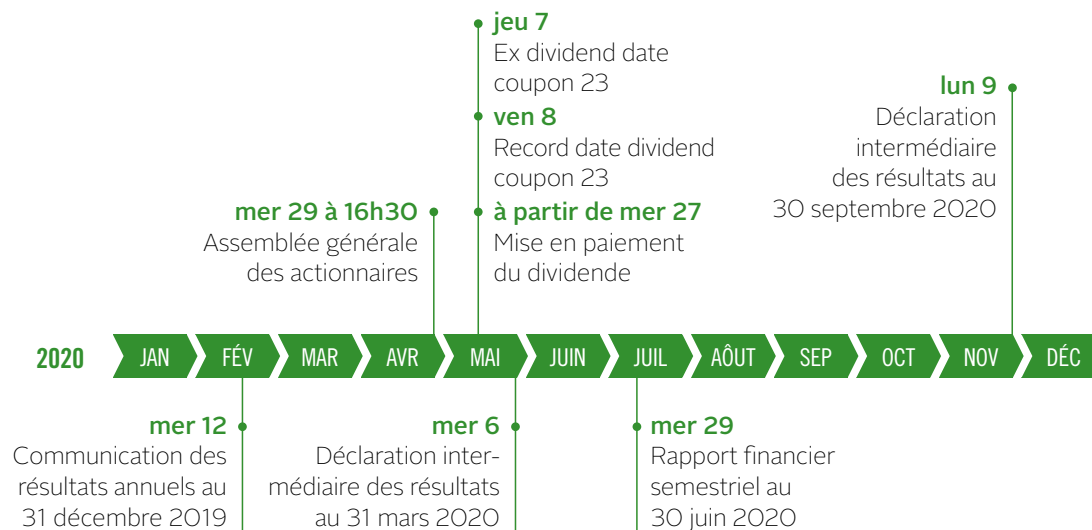 jeu 7
Ex dividend date
coupon 23
ven 8
Record date dividend
coupon 23
à partir de mer 27
Mise en paiement
du dividende
lun 9
Déclaration
intermédiaire
des résultats au
30 septembre 2020
mer 29 à 16h30
Assemblée générale
des actionnaires
2020 JAN FÉV MAR AVR MAI JUIN JUIL AÔUT SEP OCT NOV DÉC
mer 12
Communication des
résultats annuels au
31 décembre 2019
mer 6
Déclaration inter-
médiaire des résultats
au 31 mars 2020
mer 29
Rapport financier
semestriel au
30 juin 2020